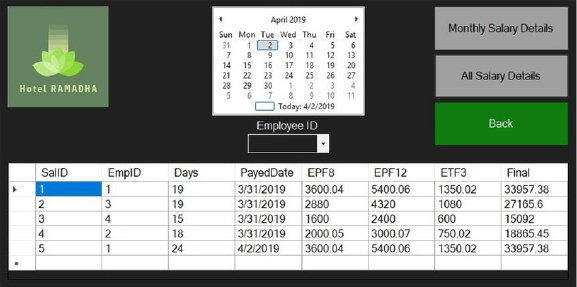 Hotel RAMADHA
April 2019
Sun Mon Tue Wed Thu Fri Sat
31 1 2 3 4 5 6
7 8 9 10 11 12 13
14 15 16 17 18 19 20
21 22 23 24 25 26 27
28 29 30 1 2 3 4
5 6 7 8 9 10 11
Today: 4/2/2019
Monthly Salary Details
All Salary Details
Back
Employee ID
SalID EmpID Days PayedDate EPF8 EPF12 ETF3 Final
1 1 19 3/31/2019 3600.04 5400.06 1350.02 33957.38
2 3 19 3/31/2019 2880 4320 1080 27165.6
3 4 15 3/31/2019 1600 2400 600 15092
4 2 18 3/31/2019 2000.05 3000.07 750.02 18865.45
5 1 24 4/2/2019 3600.04 5400.06 1350.02 33957.38